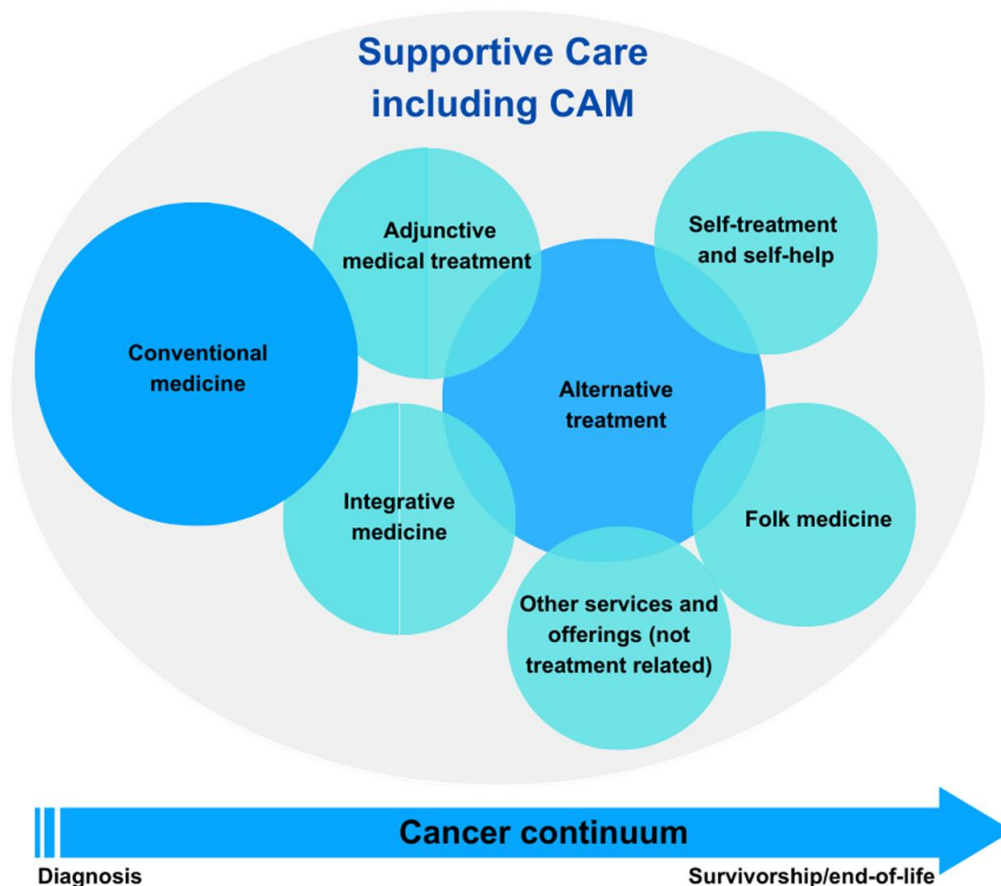 Supportive Care
including CAM
Adjunctive
medical treatment
Self-treatment
and self-help
Conventional
medicine
Alternative
treatment
Integrative
medicine
Folk medicine
Other services and
offerings (not
treatment related)
Cancer continuum
Diagnosis
Survivorship/end-of-life